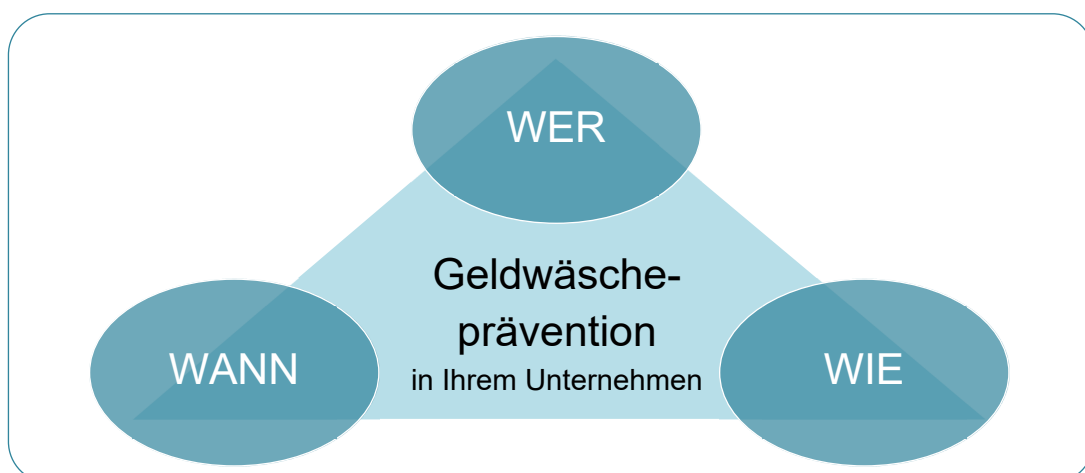 WER
Geldwäsche-
prävention
in Ihrem Unternehmen
WANN
WIE